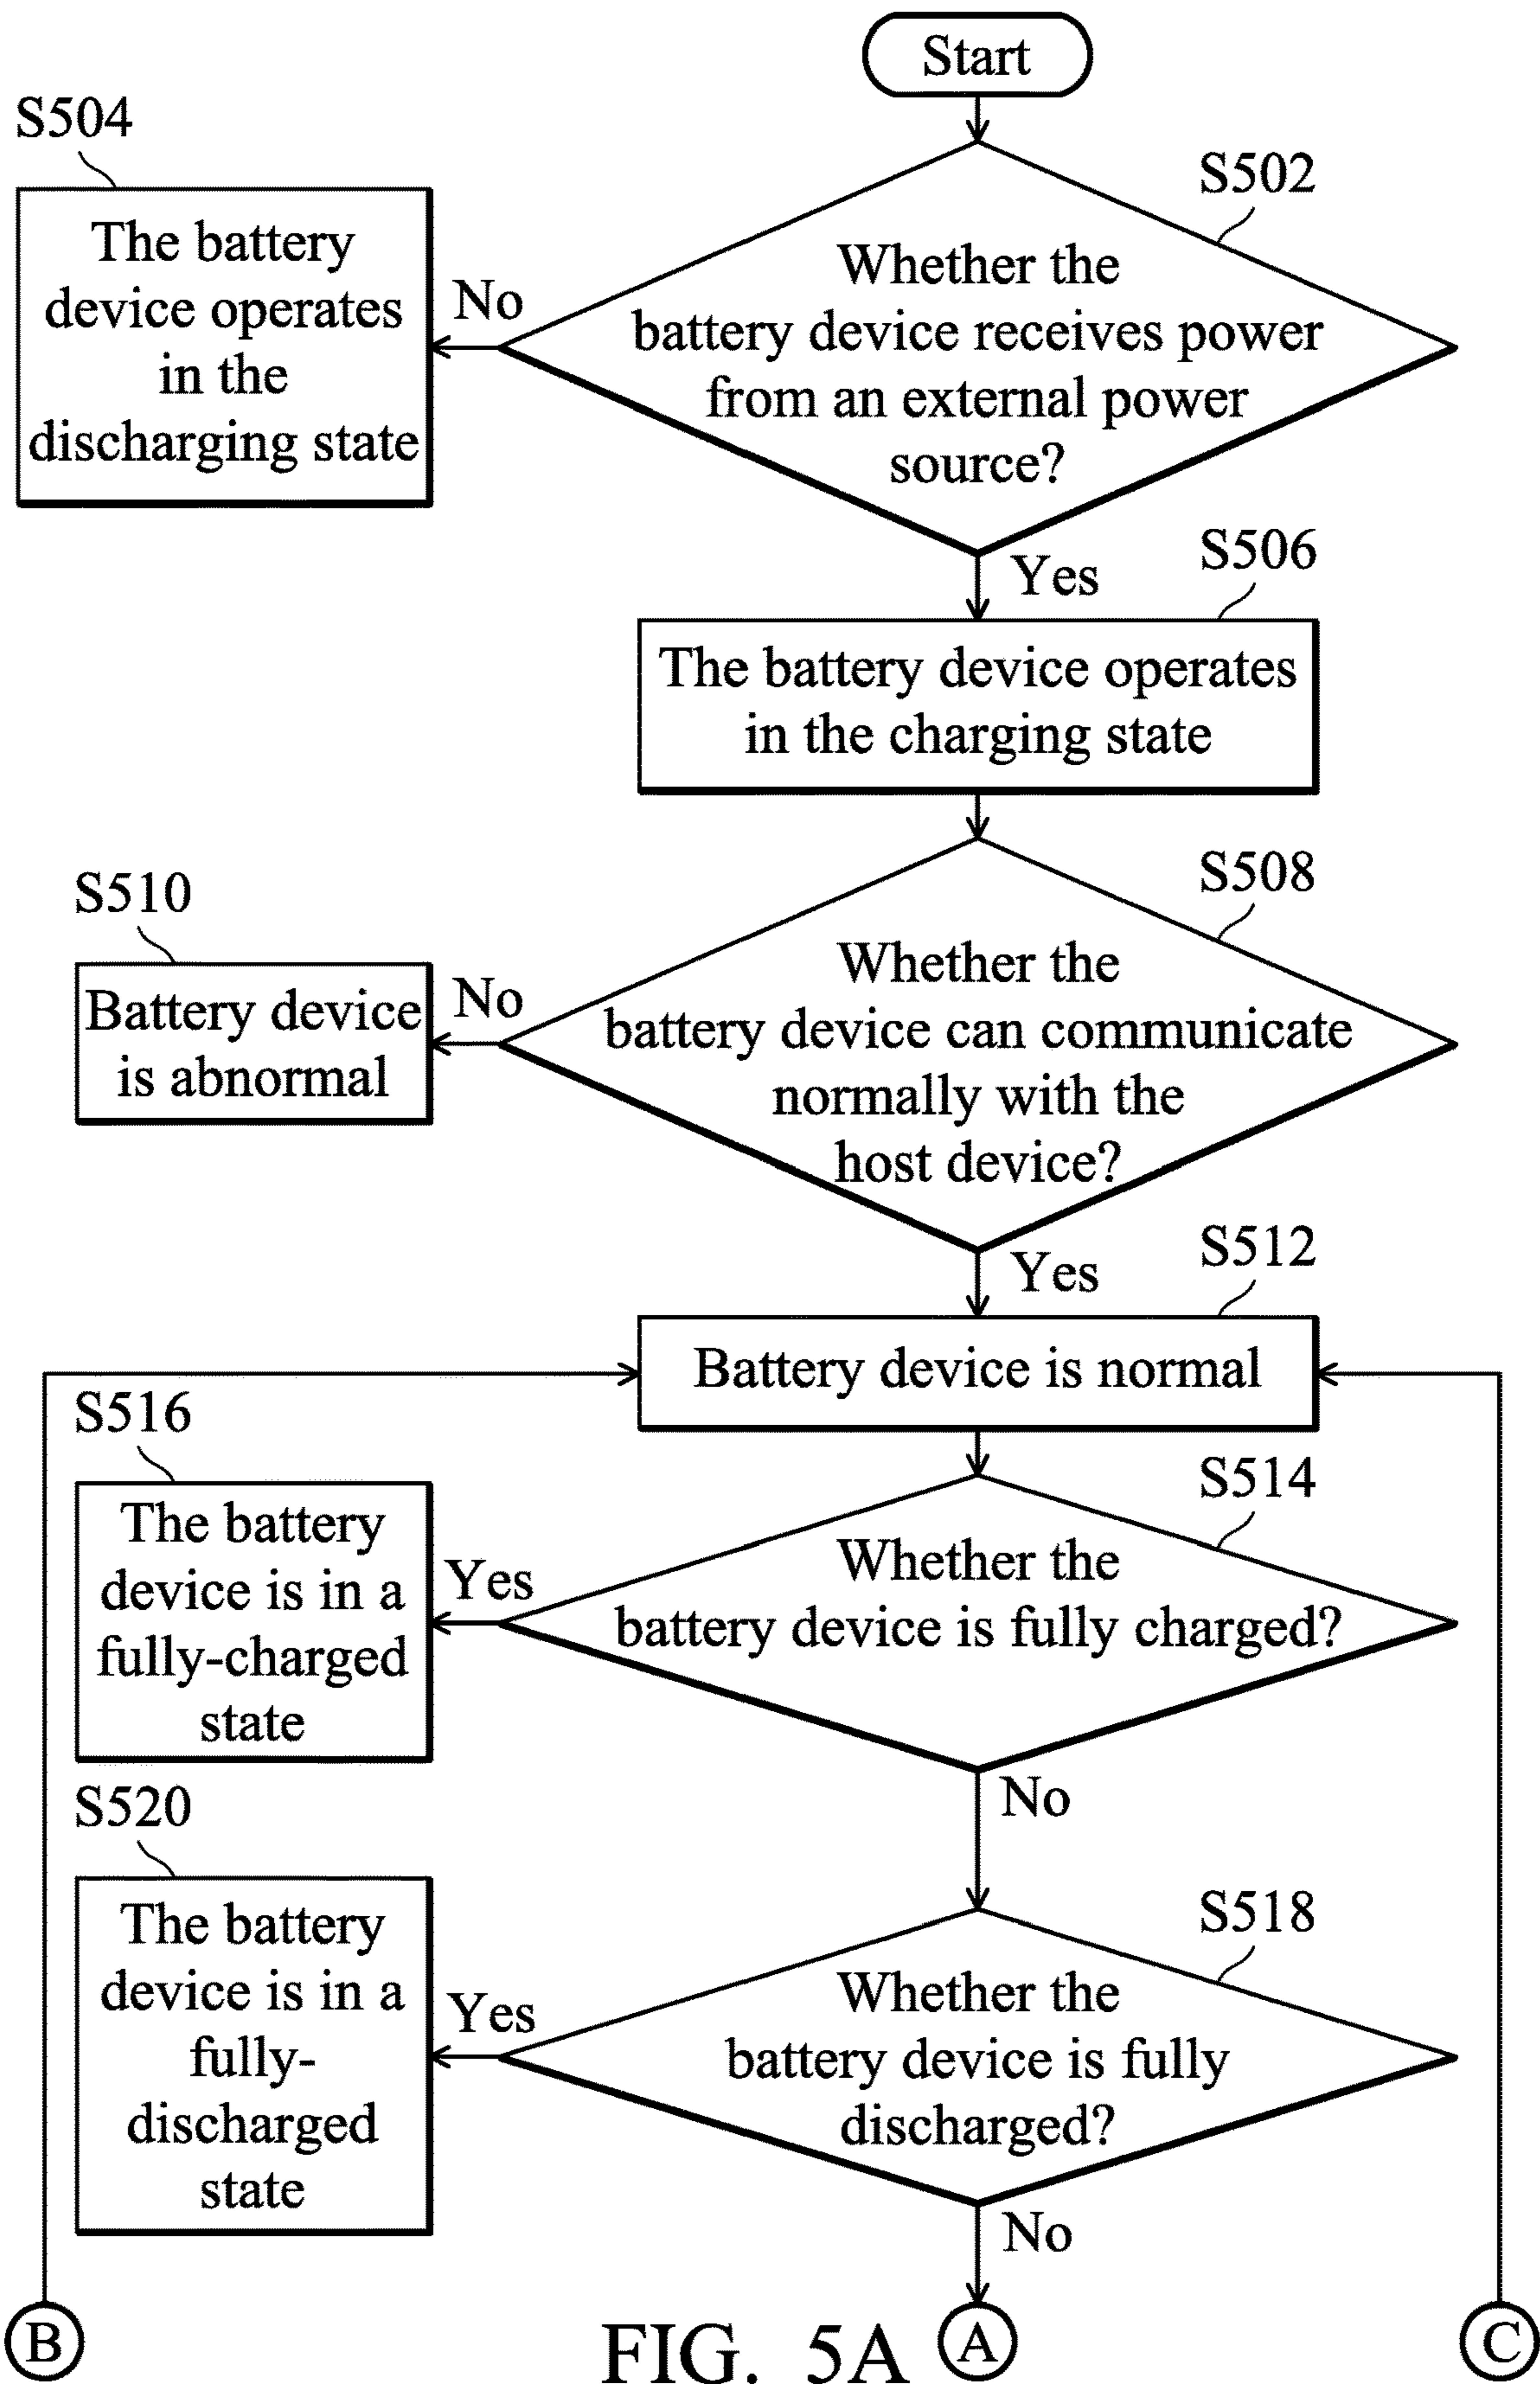 Start
S504
The battery
device operates
in the
discharging state
No
S502
Whether the
battery device receives power
from an external power
source?
Yes
S506
The battery device operates
in the charging state
S510
Battery device
is abnormal
No
S508
Whether the
battery device can communicate
normally with the
host device?
Yes
S512
Battery device is normal
S516
The battery
device is in a
fully-charged
state
Yes
S514
Whether the
battery device is fully charged?
No
S520
The battery
device is in a
fully-
discharged
state
Yes
S518
Whether the
battery device is fully
discharged?
No
B
FIG. 5A
A
C